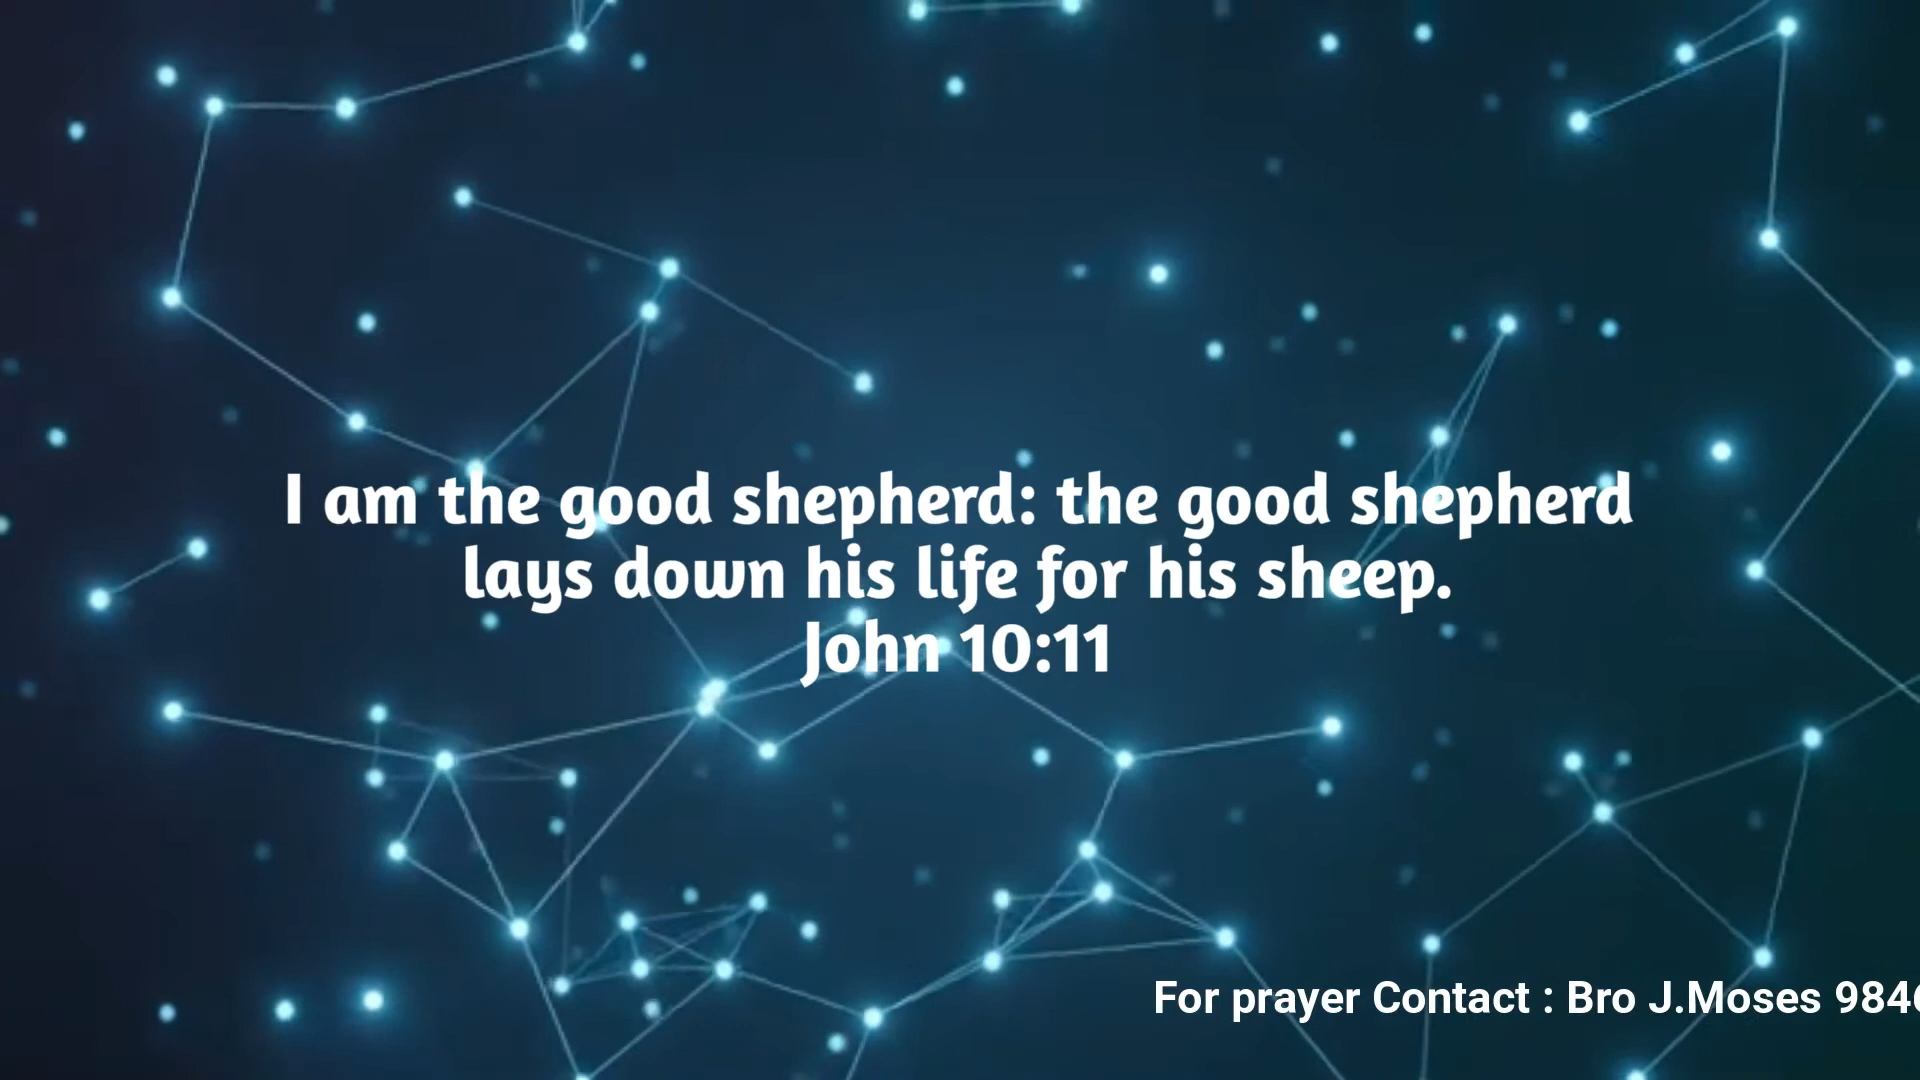 I am the good shepherd: the good shepherd
lays down his life for his sheep.
John 10:11
For prayer Contact : Bro J.Moses 984